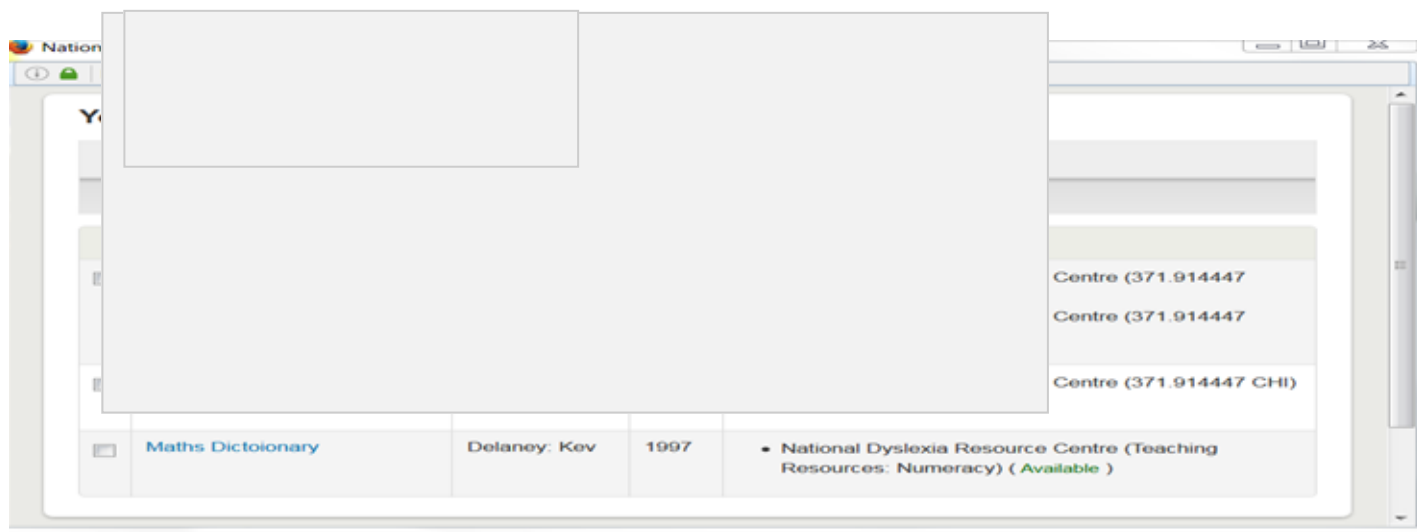 Nation
Centre (371.914447
Centre (371.914447
Centre (371.914447 CHI)
Maths Dictoionary Delaney: Kev 1997 • National Dyslexia Resource Centre (Teaching
Resources: Numeracy) ( Available )